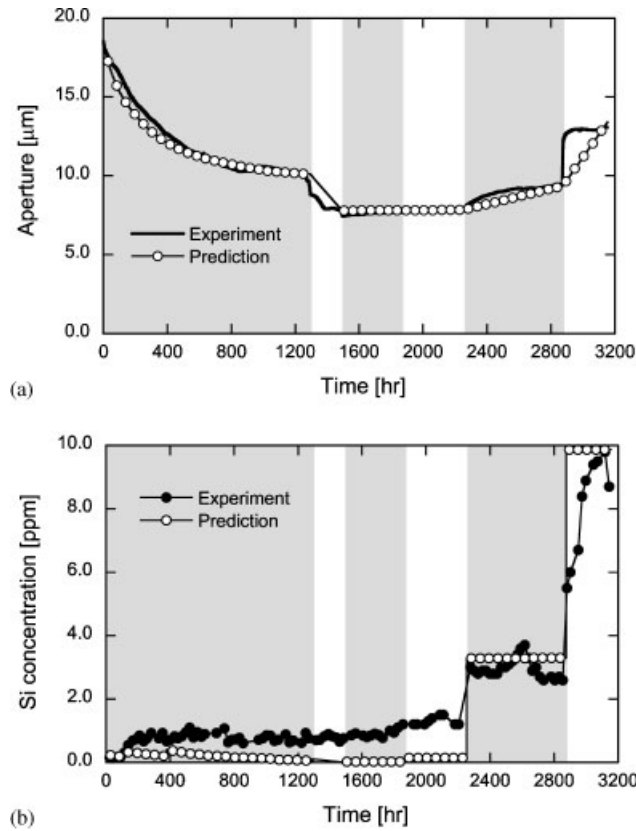 20.0
15.0
10.0
5.0
0.0
Aperture [μm]
Experiment
Prediction
0 400 800 1200 1600 2000 2400 2800 3200
Time [hr]
(a)
10.0
8.0
6.0
4.0
2.0
0.0
Si concentration [ppm]
Experiment
Prediction
0 400 800 1200 1600 2000 2400 2800 3200
Time [hr]
(b)